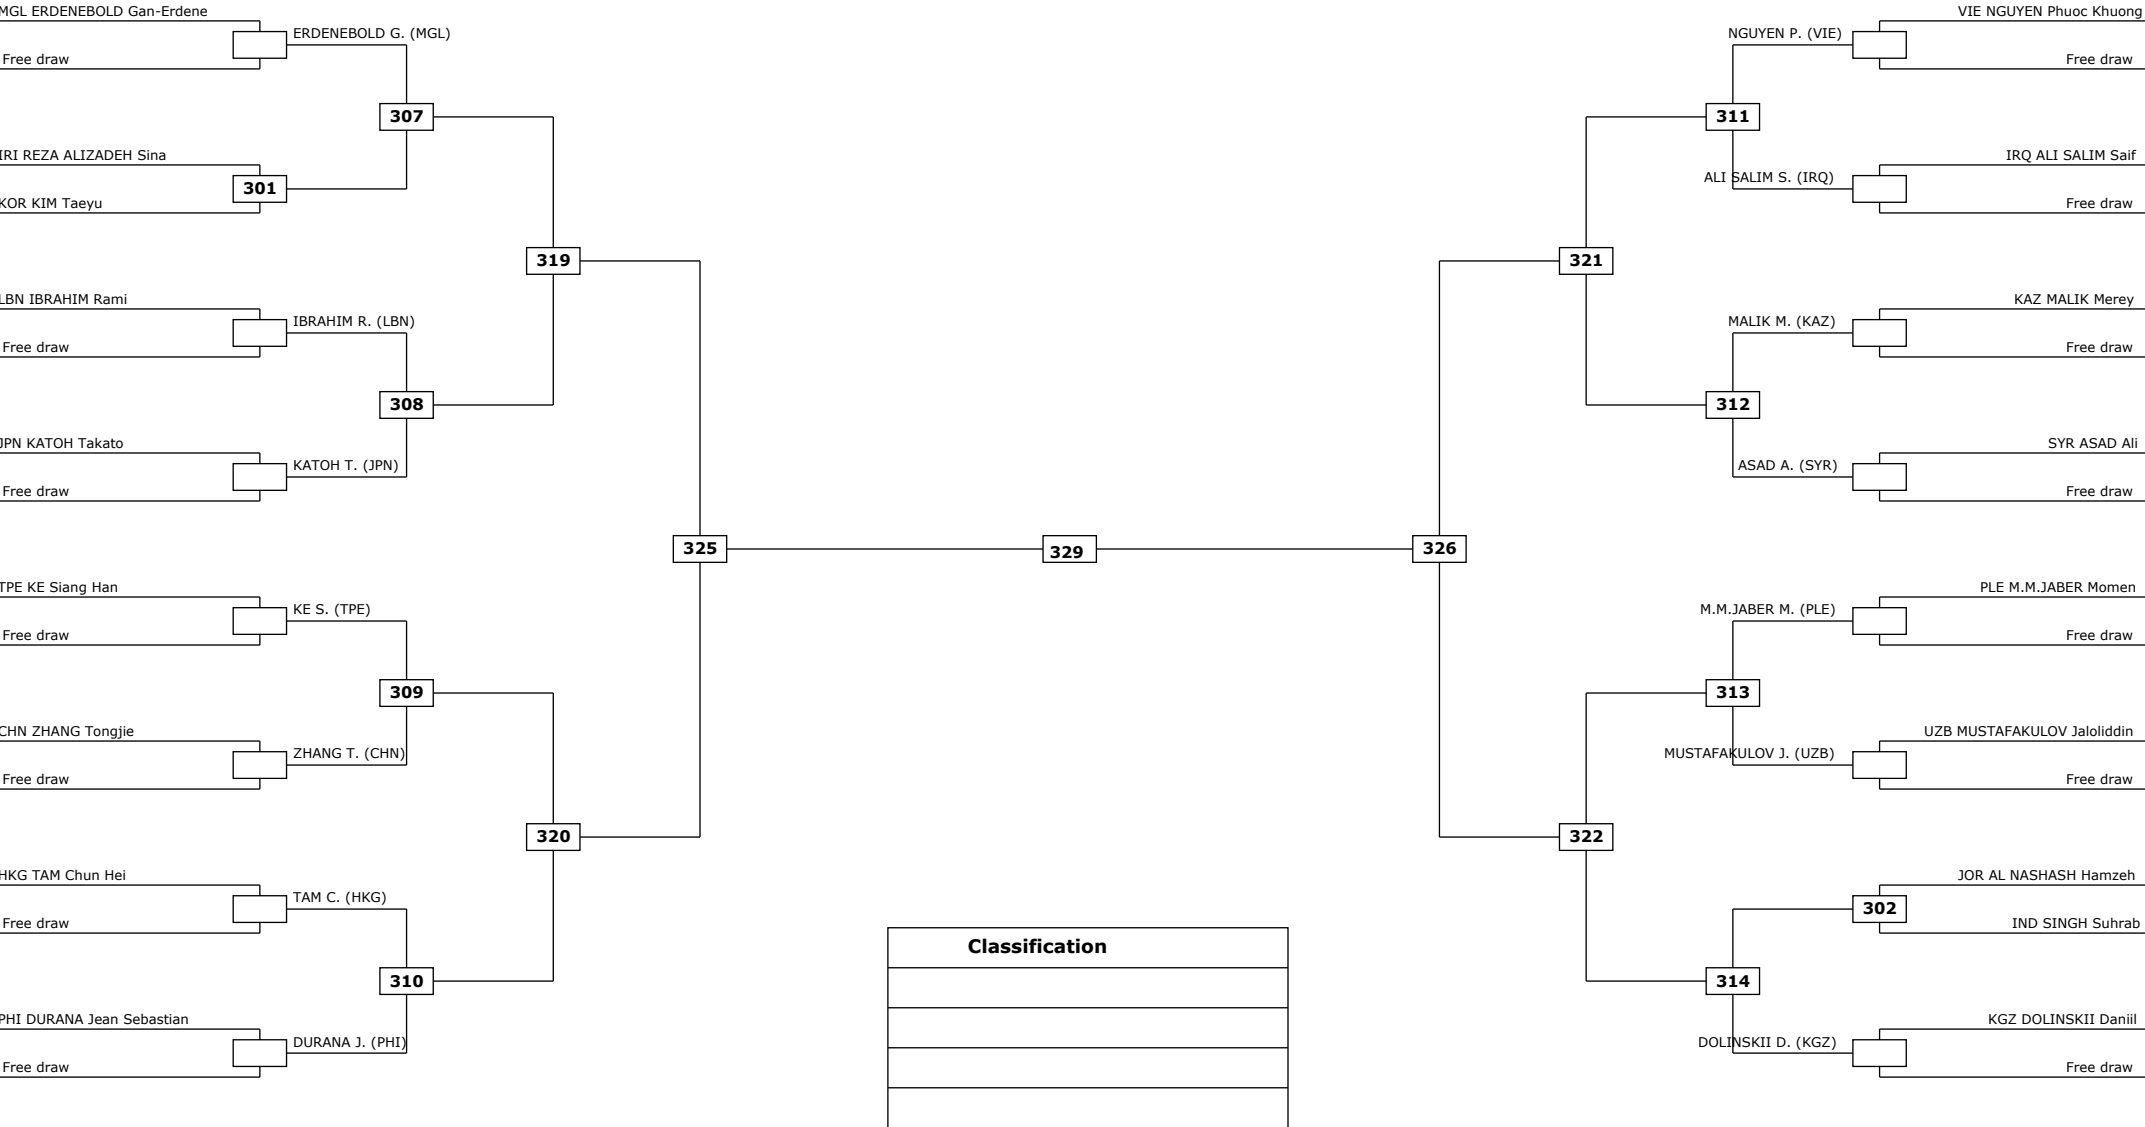 MGL ERDENEBOLD Gan-Erdene
Free draw
ERDENEBOLD G. (MGL)
307
IRI REZA ALIZADEH Sina
301
KOR KIM Taeyu
319
LBN IBRAHIM Rami
IBRAHIM R. (LBN)
Free draw
308
JPN KATOH Takato
KATOH T. (JPN)
Free draw
325
TPE KE Siang Han
KE S. (TPE)
Free draw
309
CHN ZHANG Tongjie
ZHANG T. (CHN)
Free draw
320
HKG TAM Chun Hei
TAM C. (HKG)
Free draw
310
PHI DURANA Jean Sebastian
DURANA J. (PHI)
Free draw
329
Classification
VIE NGUYEN Phuoc Khuong
NGUYEN P. (VIE)
Free draw
311
IRQ ALI SALIM Saif
ALI SALIM S. (IRQ)
Free draw
321
KAZ MALIK Merey
MALIK M. (KAZ)
Free draw
312
SYR ASAD Ali
ASAD A. (SYR)
Free draw
326
PLE M.M.JABER Momen
M.M.JABER M. (PLE)
Free draw
313
UZB MUSTAFAKULOV Jaloliddin
MUSTAFAKULOV J. (UZB)
Free draw
322
JOR AL NASHASH Hamzeh
302
IND SINGH Suhrab
314
KGZ DOLINSKII Daniil
DOLINSKII D. (KGZ)
Free draw